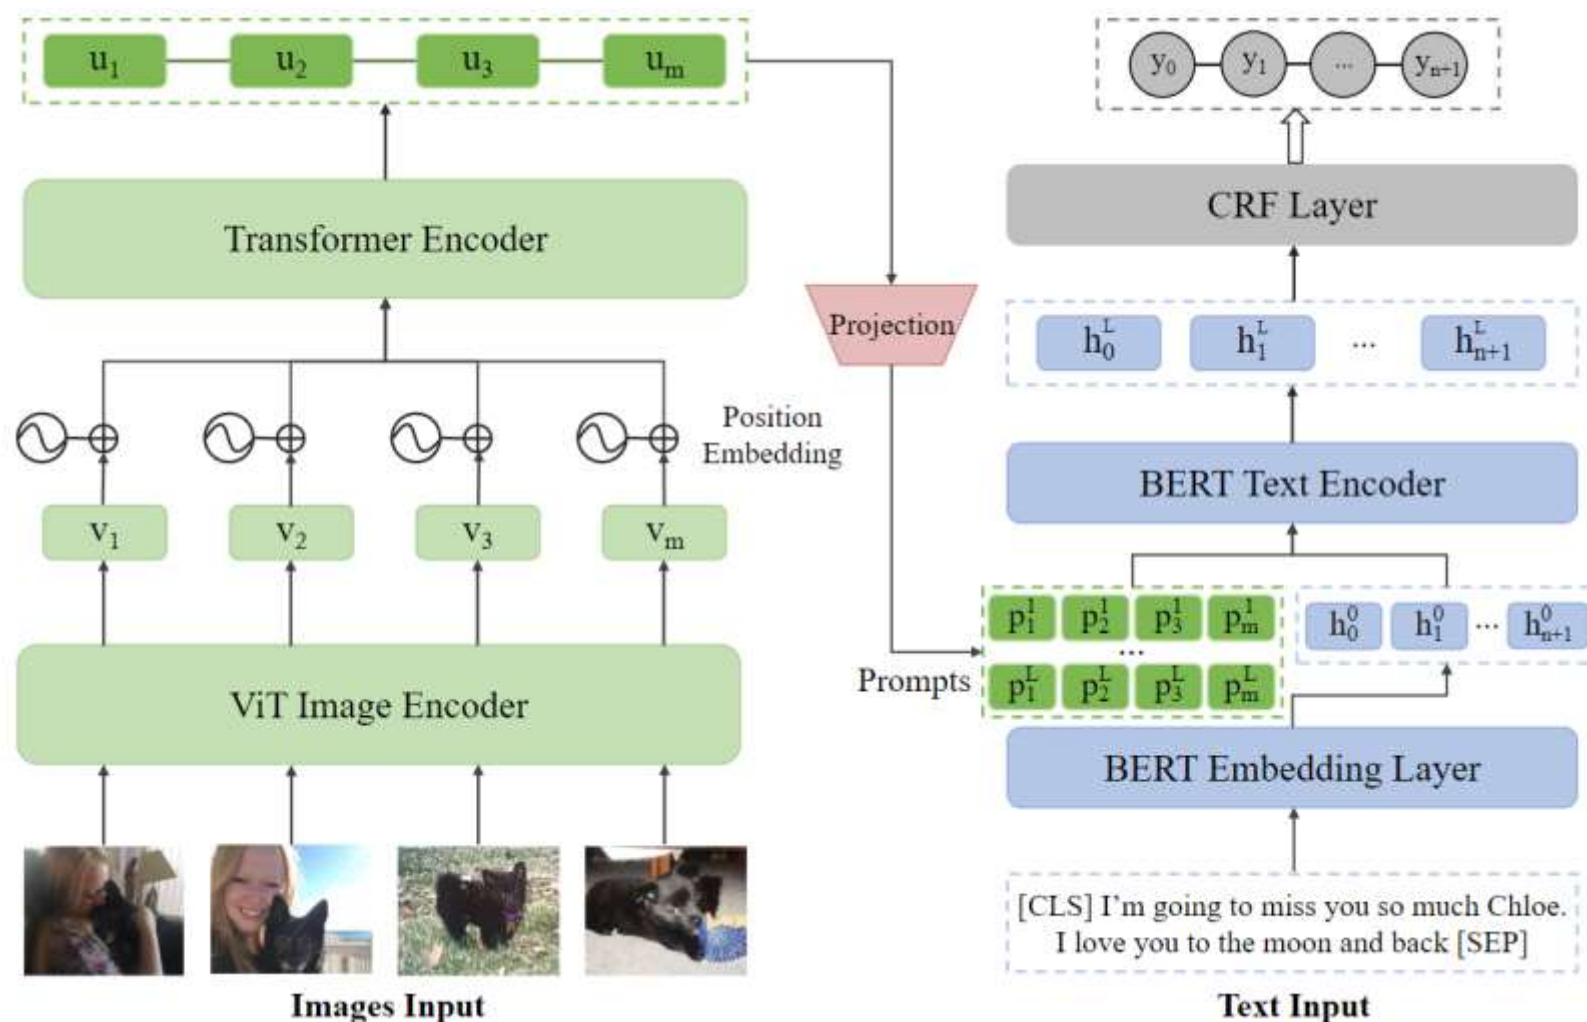 u₁ u₂ u₃ uₘ
Transformer Encoder
Position
Embedding
v₁ v₂ v₃ vₘ
ViT Image Encoder
Images Input
Projection
Prompts
y₀ y₁ ... yₙ₊₁
CRF Layer
h₀ᴸ h₁ᴸ ... hₙ₊₁ᴸ
BERT Text Encoder
p₁¹ p₂¹ p₃¹ pₘ¹
...
p₁ᴸ p₂ᴸ p₃ᴸ pₘᴸ
h₀⁰ h₁⁰ ... hₙ₊₁⁰
BERT Embedding Layer
[CLS] I’m going to miss you so much Chloe.
I love you to the moon and back [SEP]
Text Input